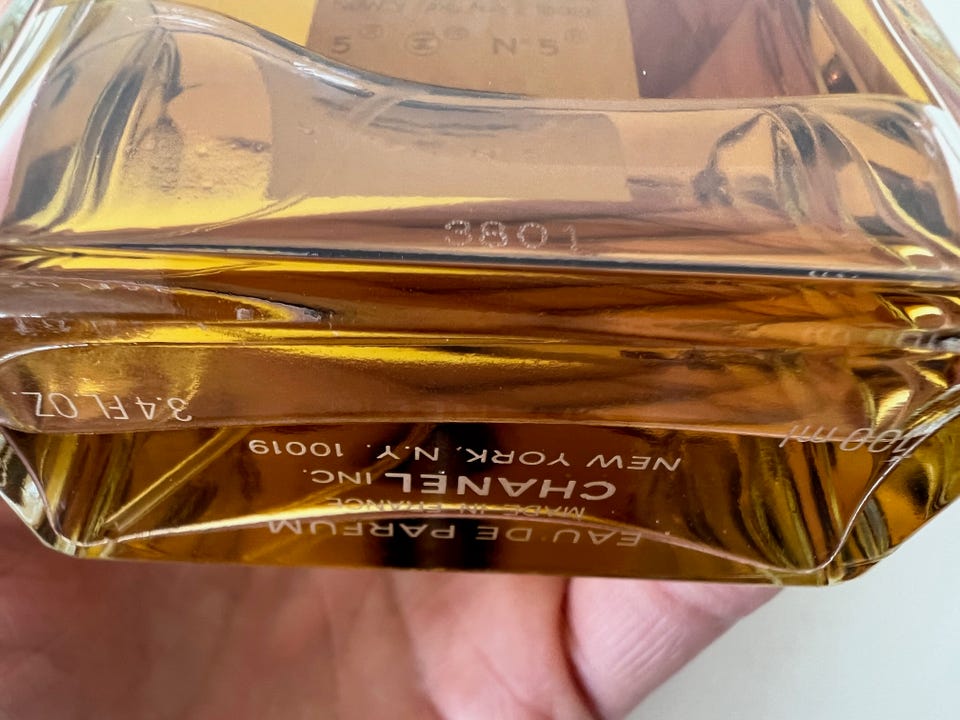 5 N° 5
3801
EAU DE PARFUM
MADE IN FRANCE
CHANEL INC.
NEW YORK, N.Y. 10019
100 ml
3.4 FL. OZ.